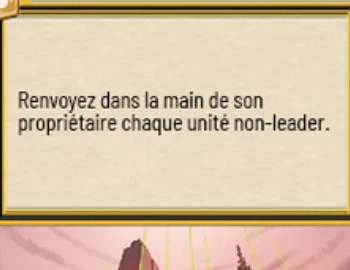 Renvoyez dans la main de son
propriétaire chaque unité non-leader.